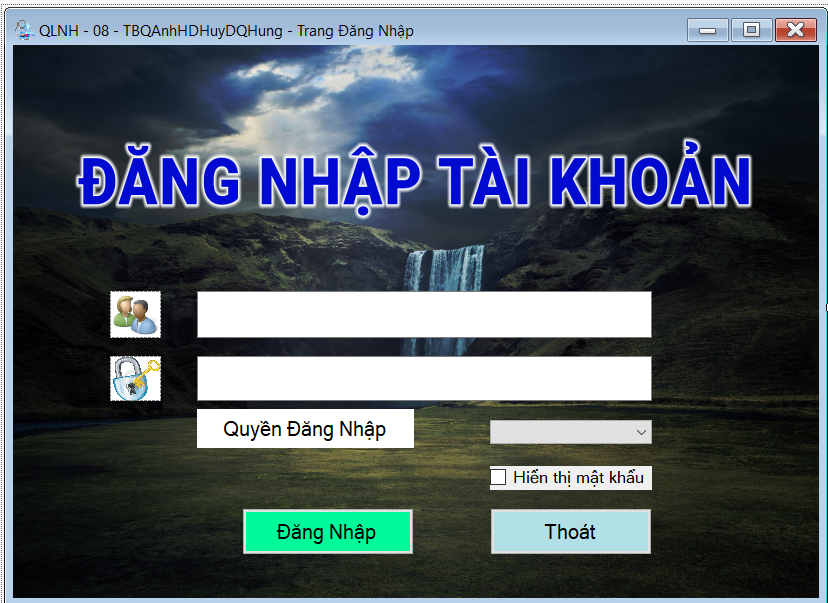 QLNH - 08 - TBQAnhHDHuyDQHung - Trang Đăng Nhập
ĐĂNG NHẬP TÀI KHOẢN
Quyền Đăng Nhập
Hiển thị mật khẩu
Đăng Nhập
Thoát